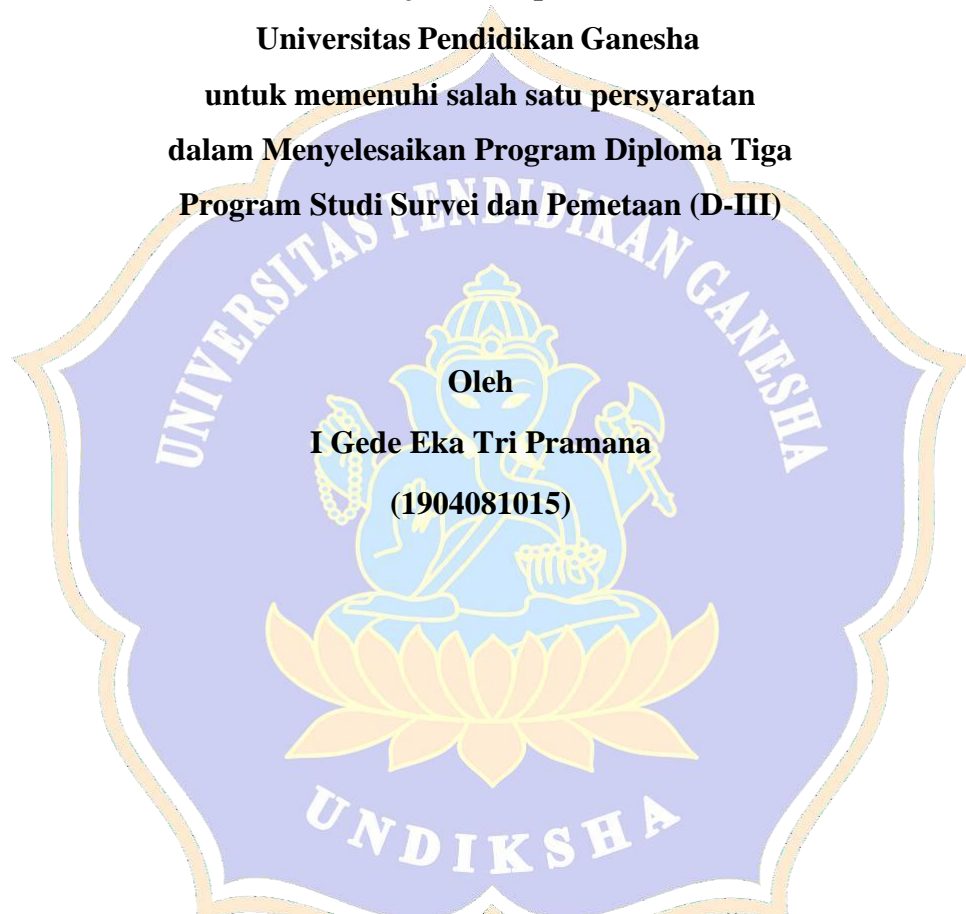 Universitas Pendidikan Ganesha
untuk memenuhi salah satu persyaratan
dalam Menyelesaikan Program Diploma Tiga
Program Studi Survei dan Pemetaan (D-III)
UNIVERSITAS PENDIDIKAN GANESHA
Oleh
I Gede Eka Tri Pramana
(1904081015)
UNDIKSHA